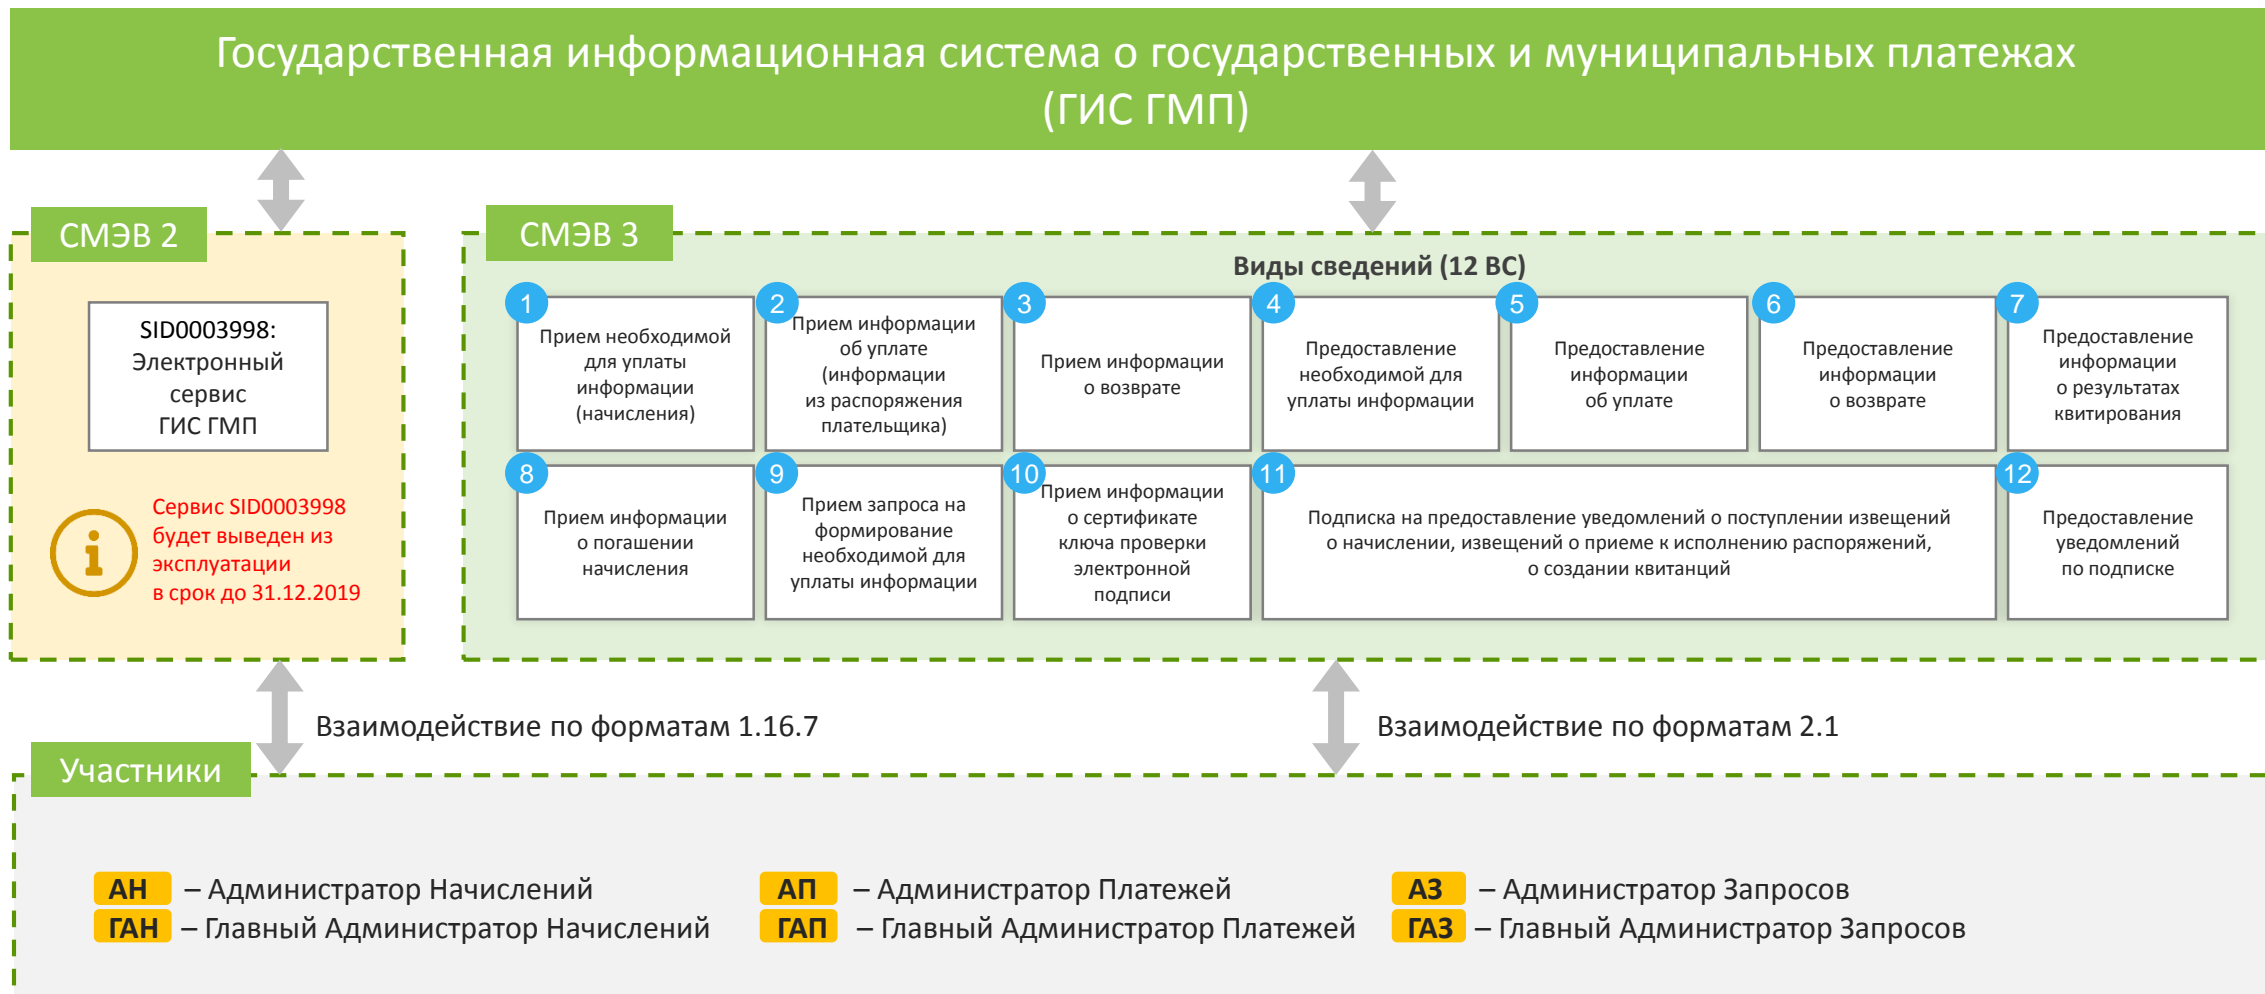 Государственная информационная система о государственных и муниципальных платежах
(ГИС ГМП)
СМЭВ 2
SID0003998:
Электронный
сервис
ГИС ГМП
i
Сервис SID0003998
будет выведен из
эксплуатации
в срок до 31.12.2019
СМЭВ 3
Виды сведений (12 ВС)
1
Прием необходимой
для уплаты
информации
(начисления)
2
Прием информации
об уплате
(информации
из распоряжения
плательщика)
3
Прием информации
о возврате
4
Предоставление
необходимой для
уплаты информации
5
Предоставление
информации
об уплате
6
Предоставление
информации
о возврате
7
Предоставление
информации
о результатах
квитирования
8
Прием информации
о погашении
начисления
9
Прием запроса на
формирование
необходимой для
уплаты информации
10
Прием информации
о сертификате
ключа проверки
электронной
подписи
11
Подписка на предоставление уведомлений о поступлении извещений
о начислении, извещений о приеме к исполнению распоряжений,
о создании квитанций
12
Предоставление
уведомлений
по подписке
Взаимодействие по форматам 1.16.7
Взаимодействие по форматам 2.1
Участники
АН – Администратор Начислений
ГАН – Главный Администратор Начислений
АП – Администратор Платежей
ГАП – Главный Администратор Платежей
АЗ – Администратор Запросов
ГАЗ – Главный Администратор Запросов